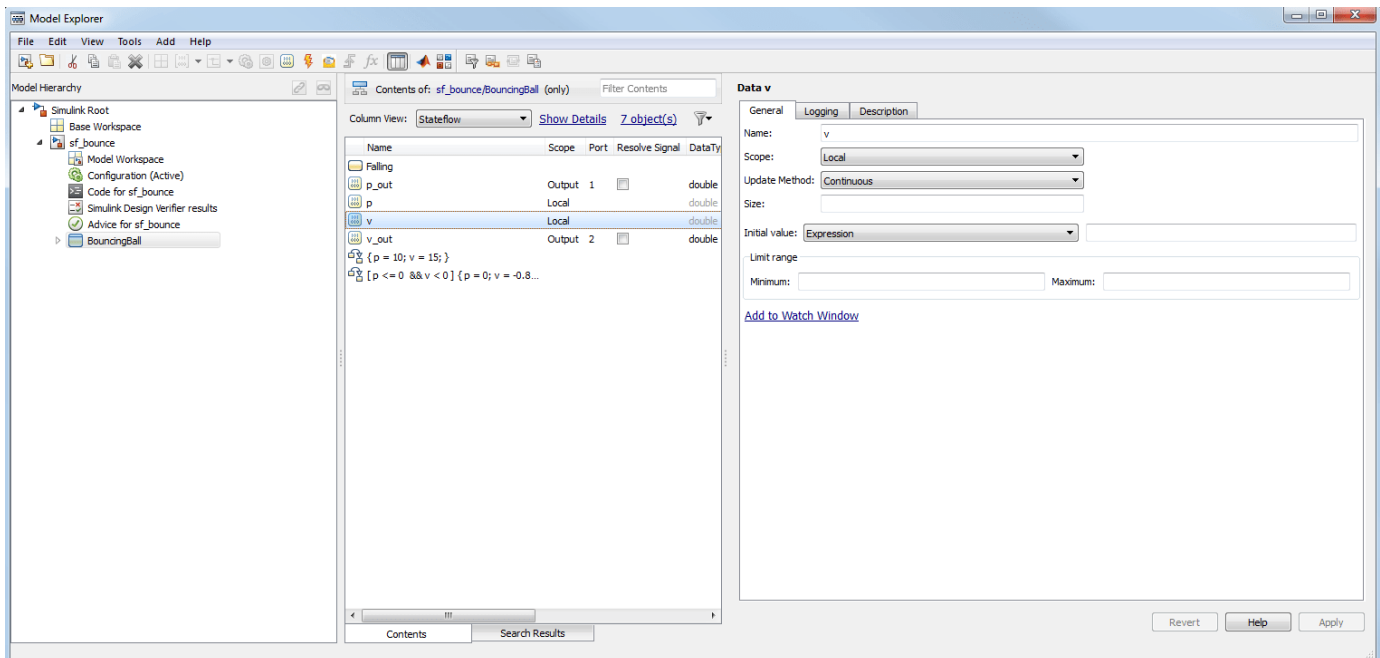 Model Explorer
File Edit View Tools Add Help
Model Hierarchy
Simulink Root
Base Workspace
sf_bounce
Model Workspace
Configuration (Active)
Code for sf_bounce
Simulink Design Verifier results
Advice for sf_bounce
BouncingBall
Contents of: sf_bounce/BouncingBall (only) Filter Contents
Column View: Stateflow Show Details 7 object(s)
Name Scope Port Resolve Signal DataTy
Falling
p_out Output 1 double
p Local double
v Local double
v_out Output 2 double
{ p = 10; v = 15; }
[ p <= 0 && v < 0 ] { p = 0; v = -0.8...
Contents Search Results
Data v
General Logging Description
Name: v
Scope: Local
Update Method: Continuous
Size:
Initial value: Expression
Limit range
Minimum: Maximum:
Add to Watch Window
Revert Help Apply